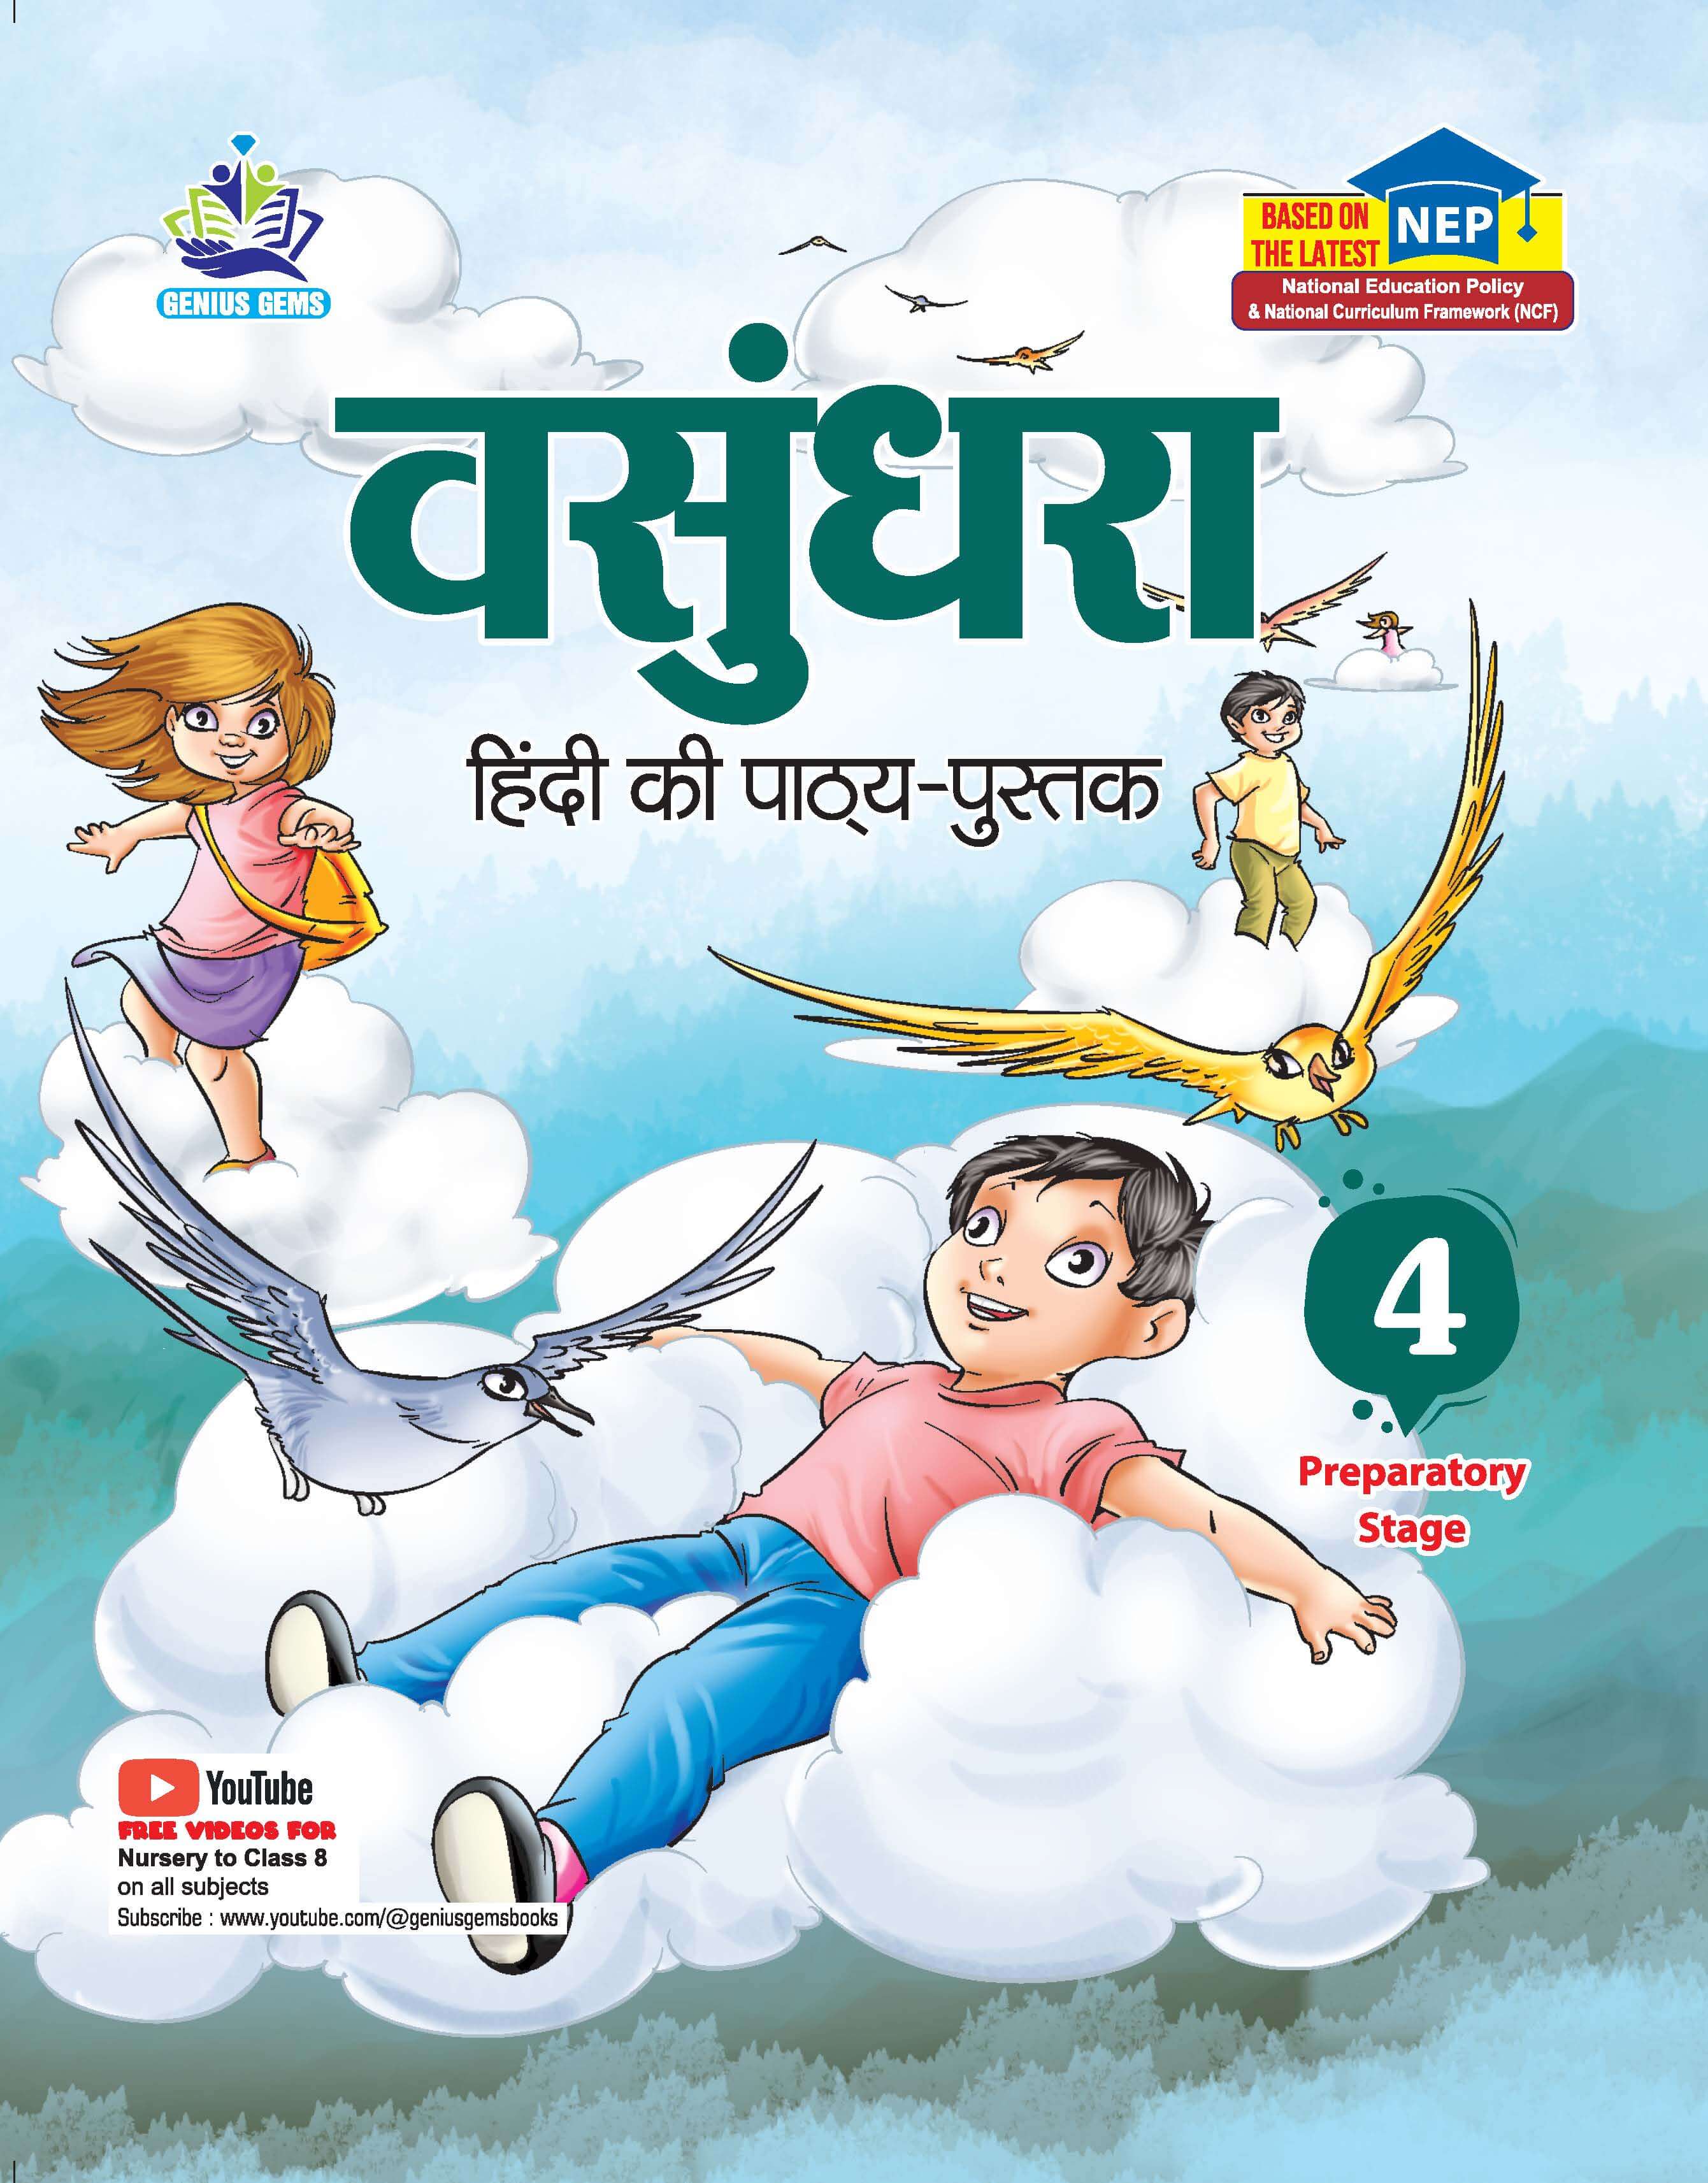 GENIUS GEMS
BASED ON
THE LATEST
NEP
National Education Policy
& National Curriculum Framework (NCF)
वसुंधरा
हिंदी की पाठ्य-पुस्तक
4
Preparatory
Stage
YouTube
FREE VIDEOS FOR
Nursery to Class 8
on all subjects
Subscribe : www.youtube.com/@geniusgemsbooks